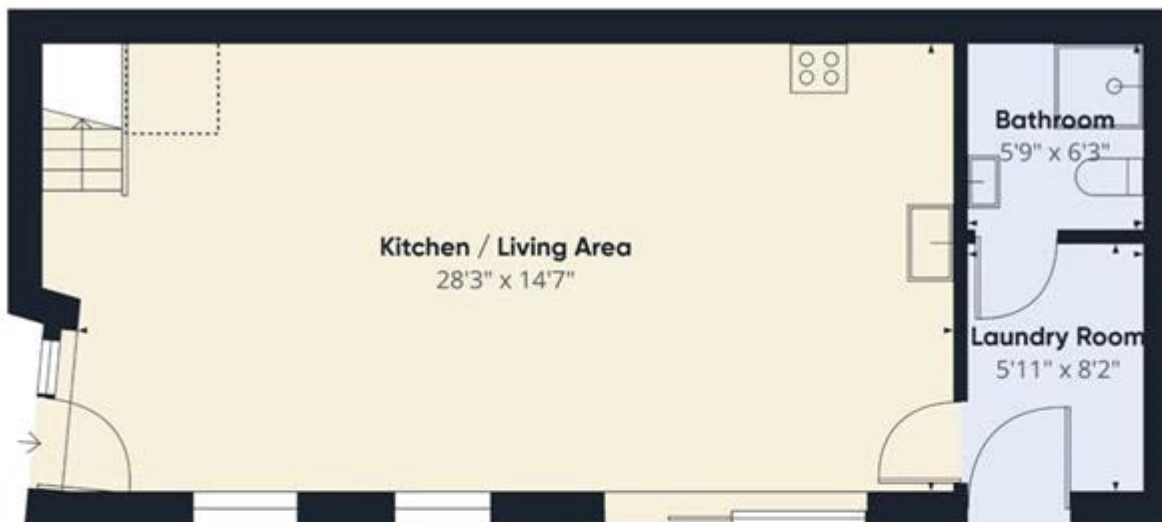 Bathroom
5'9" x 6'3"
Kitchen / Living Area
28'3" x 14'7"
Laundry Room
5'11" x 8'2"